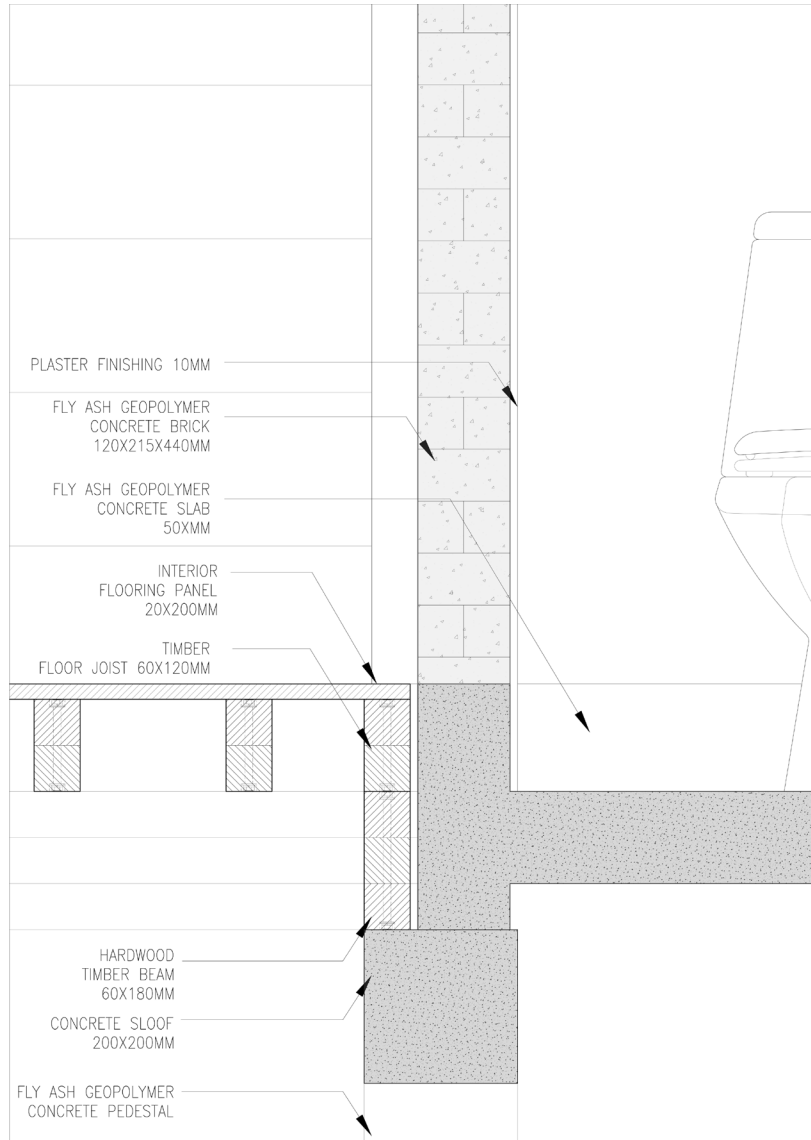 PLASTER FINISHING 10MM
FLY ASH GEOPOLYMER
CONCRETE BRICK
120X215X440MM
FLY ASH GEOPOLYMER
CONCRETE SLAB
50XMM
INTERIOR
FLOORING PANEL
20X200MM
TIMBER
FLOOR JOIST 60X120MM
HARDWOOD
TIMBER BEAM
60X180MM
CONCRETE SLOOF
200X200MM
FLY ASH GEOPOLYMER
CONCRETE PEDESTAL